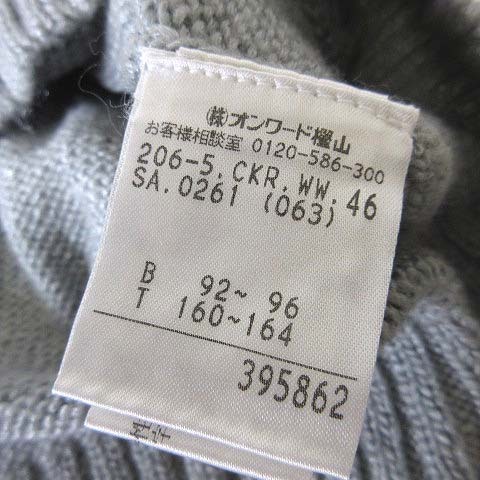 (株)オンワード樫山
お客様相談室 0120-586-300
206-5.CKR.WW.46
SA.0261 (063)
B 92~ 96
T 160~164
395862